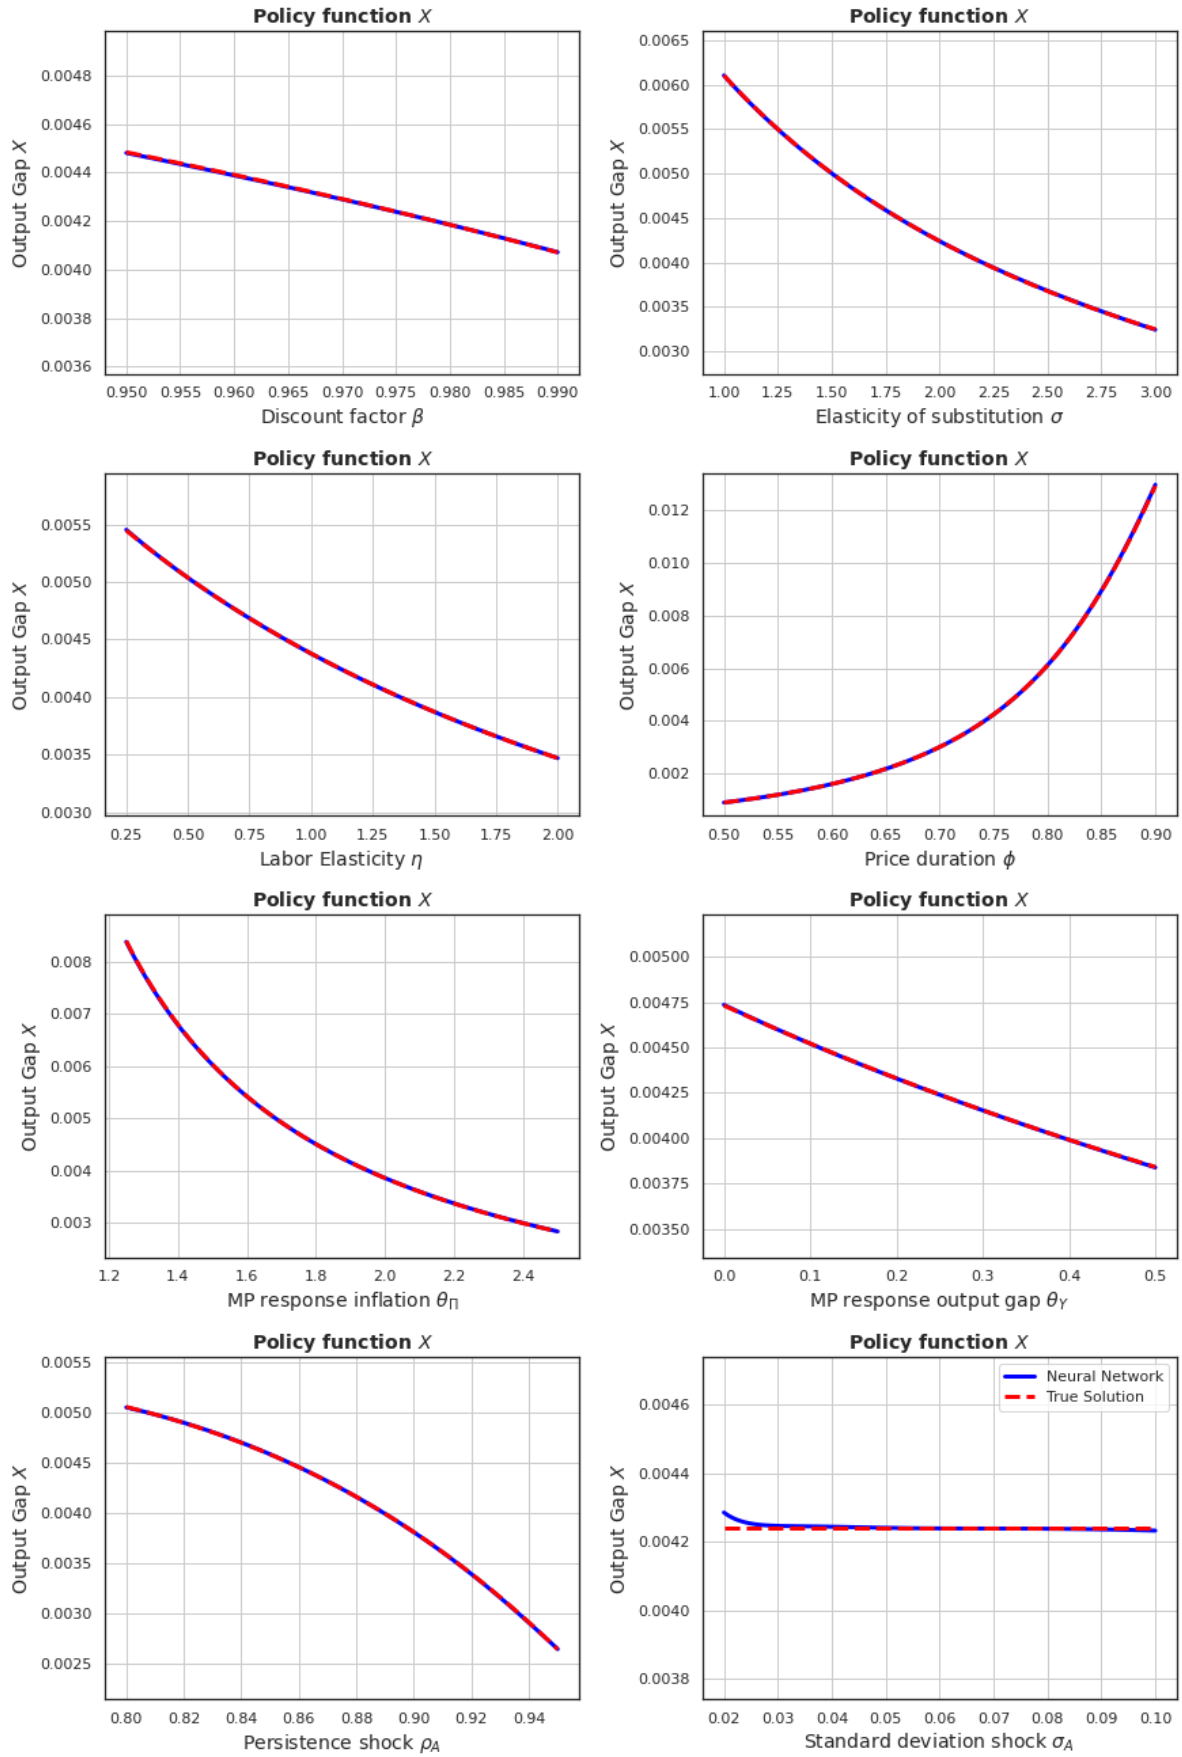 Policy function X
Output Gap X
0.0048
0.0046
0.0044
0.0042
0.0040
0.0038
0.0036
0.950 0.955 0.960 0.965 0.970 0.975 0.980 0.985 0.990
Discount factor β
Policy function X
Output Gap X
0.0065
0.0060
0.0055
0.0050
0.0045
0.0040
0.0035
0.0030
1.00 1.25 1.50 1.75 2.00 2.25 2.50 2.75 3.00
Elasticity of substitution σ
Policy function X
Output Gap X
0.0055
0.0050
0.0045
0.0040
0.0035
0.0030
0.25 0.50 0.75 1.00 1.25 1.50 1.75 2.00
Labor Elasticity η
Policy function X
Output Gap X
0.012
0.010
0.008
0.006
0.004
0.002
0.50 0.55 0.60 0.65 0.70 0.75 0.80 0.85 0.90
Price duration ϕ
Policy function X
Output Gap X
0.008
0.007
0.006
0.005
0.004
0.003
1.2 1.4 1.6 1.8 2.0 2.2 2.4
MP response inflation θ_Π
Policy function X
Output Gap X
0.00500
0.00475
0.00450
0.00425
0.00400
0.00375
0.00350
0.0 0.1 0.2 0.3 0.4 0.5
MP response output gap θ_Y
Policy function X
Output Gap X
0.0055
0.0050
0.0045
0.0040
0.0035
0.0030
0.0025
0.80 0.82 0.84 0.86 0.88 0.90 0.92 0.94
Persistence shock ρ_A
Policy function X
Neural Network
True Solution
Output Gap X
0.0046
0.0044
0.0042
0.0040
0.0038
0.02 0.03 0.04 0.05 0.06 0.07 0.08 0.09 0.10
Standard deviation shock σ_A